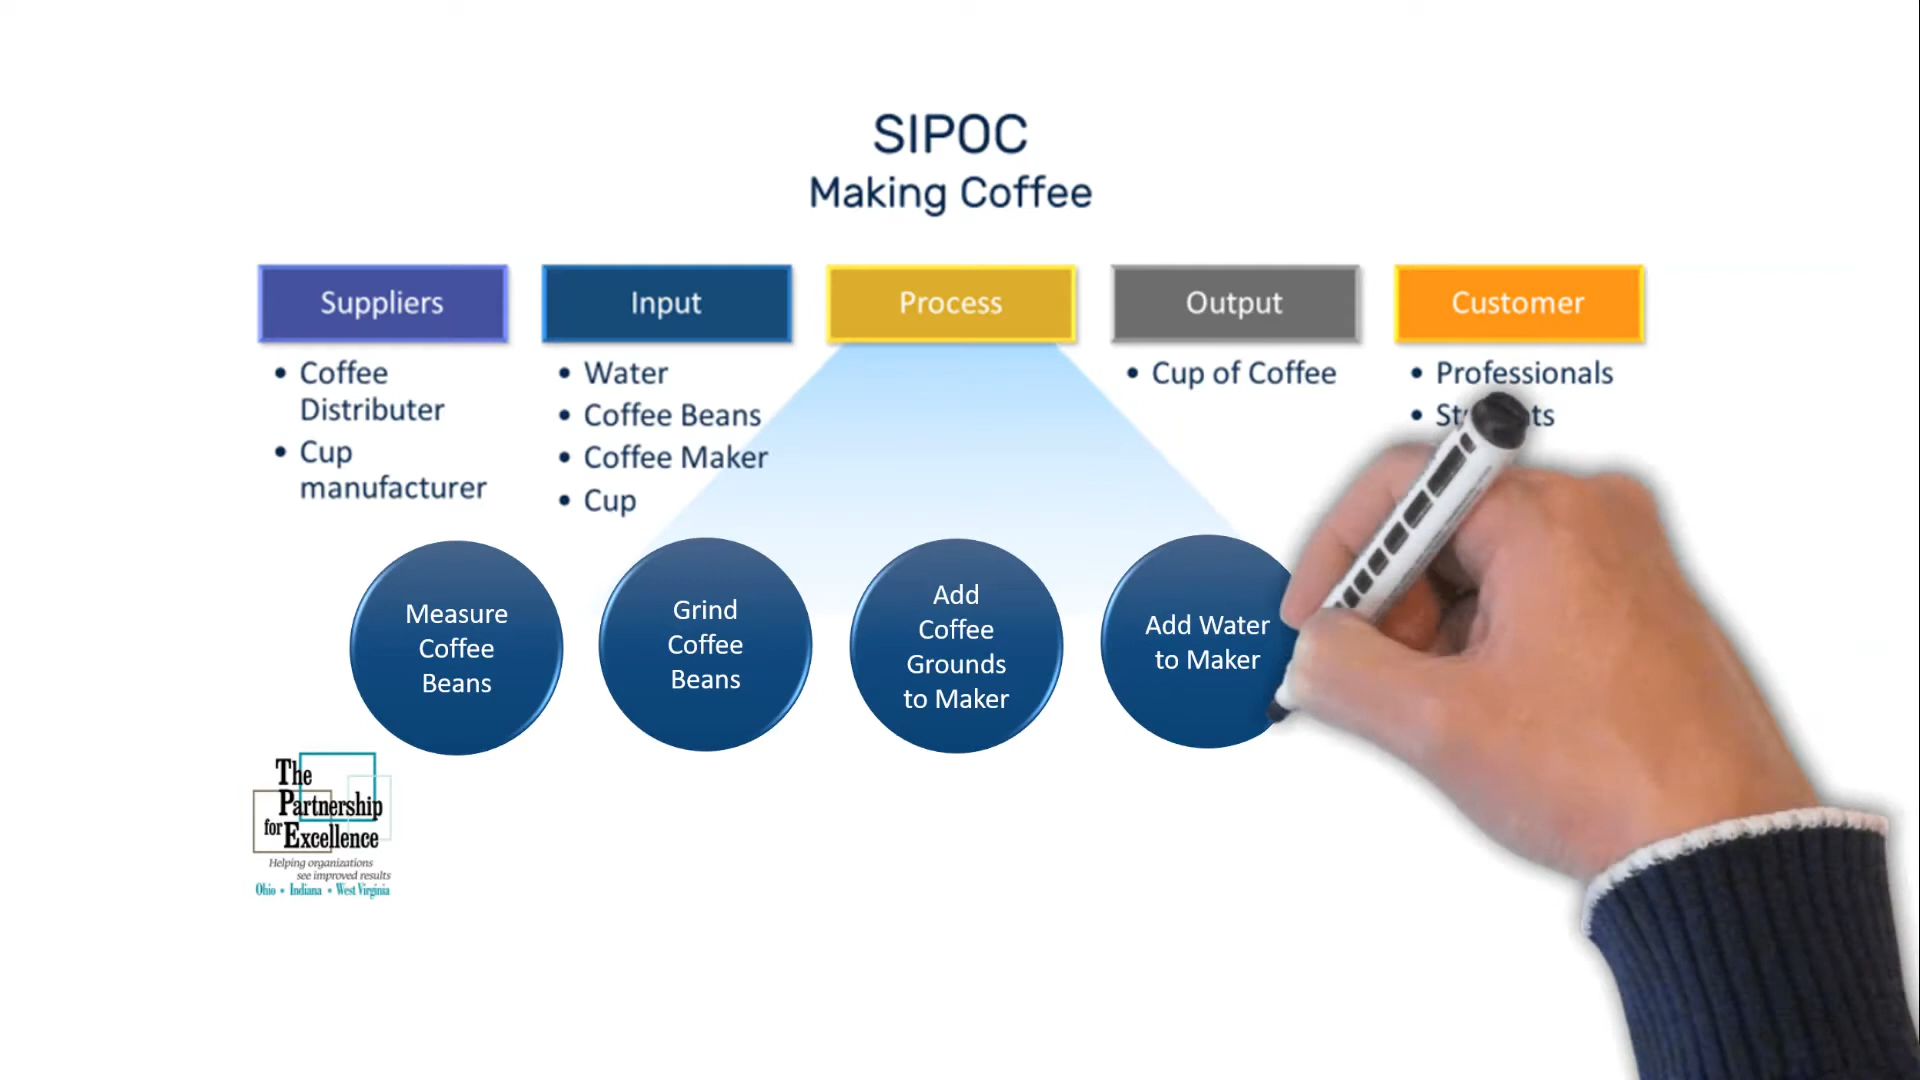 SIPOC
Making Coffee
Suppliers
Input
Process
Output
Customer
• Coffee
Distributer
• Cup
manufacturer
• Water
• Coffee Beans
• Coffee Maker
• Cup
• Cup of Coffee
• Professionals
Measure
Coffee
Beans
Grind
Coffee
Beans
Add
Coffee
Grounds
to Maker
Add Water
to Maker
The
Partnership
for Excellence
Helping organizations
see improved results
Ohio • Indiana • West Virginia